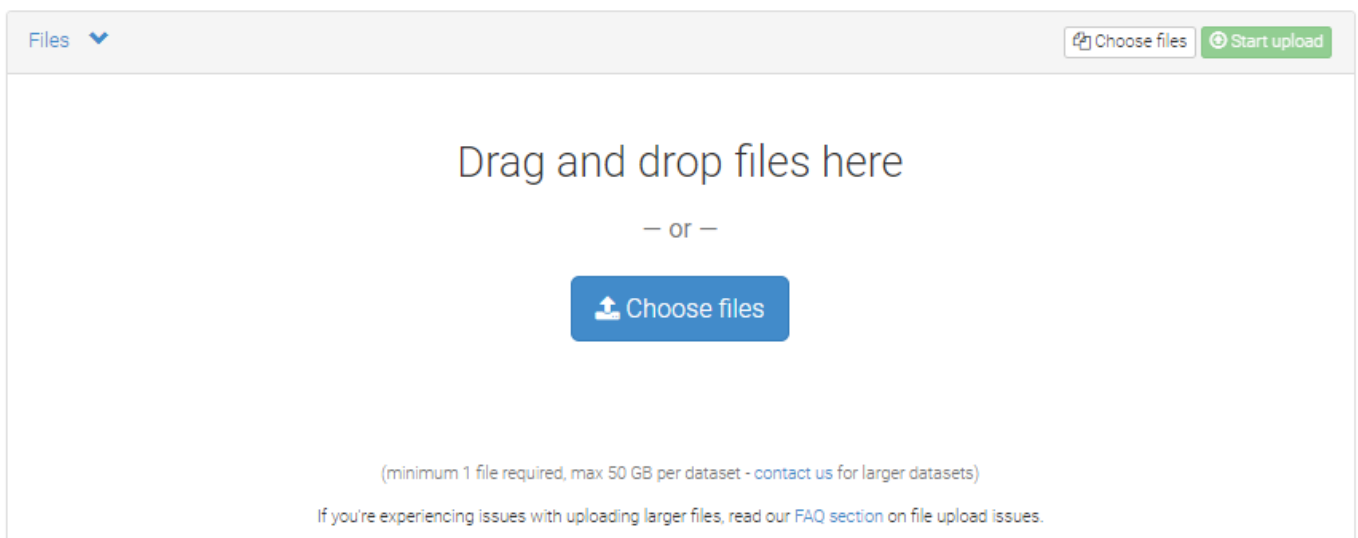 Files
Choose files Start upload
Drag and drop files here
— or —
Choose files
(minimum 1 file required, max 50 GB per dataset - contact us for larger datasets)
If you're experiencing issues with uploading larger files, read our FAQ section on file upload issues.